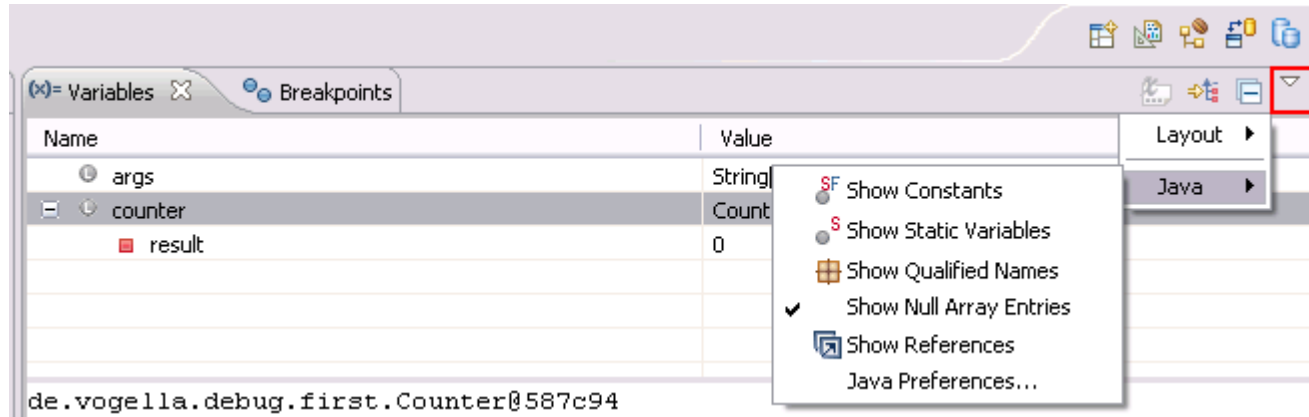 (x)= Variables Breakpoints
Name Value
Layout
args String
Java
Show Constants
counter Count
Show Static Variables
result 0
Show Qualified Names
Show Null Array Entries
Show References
Java Preferences...
de.vogella.debug.first.Counter@587c94